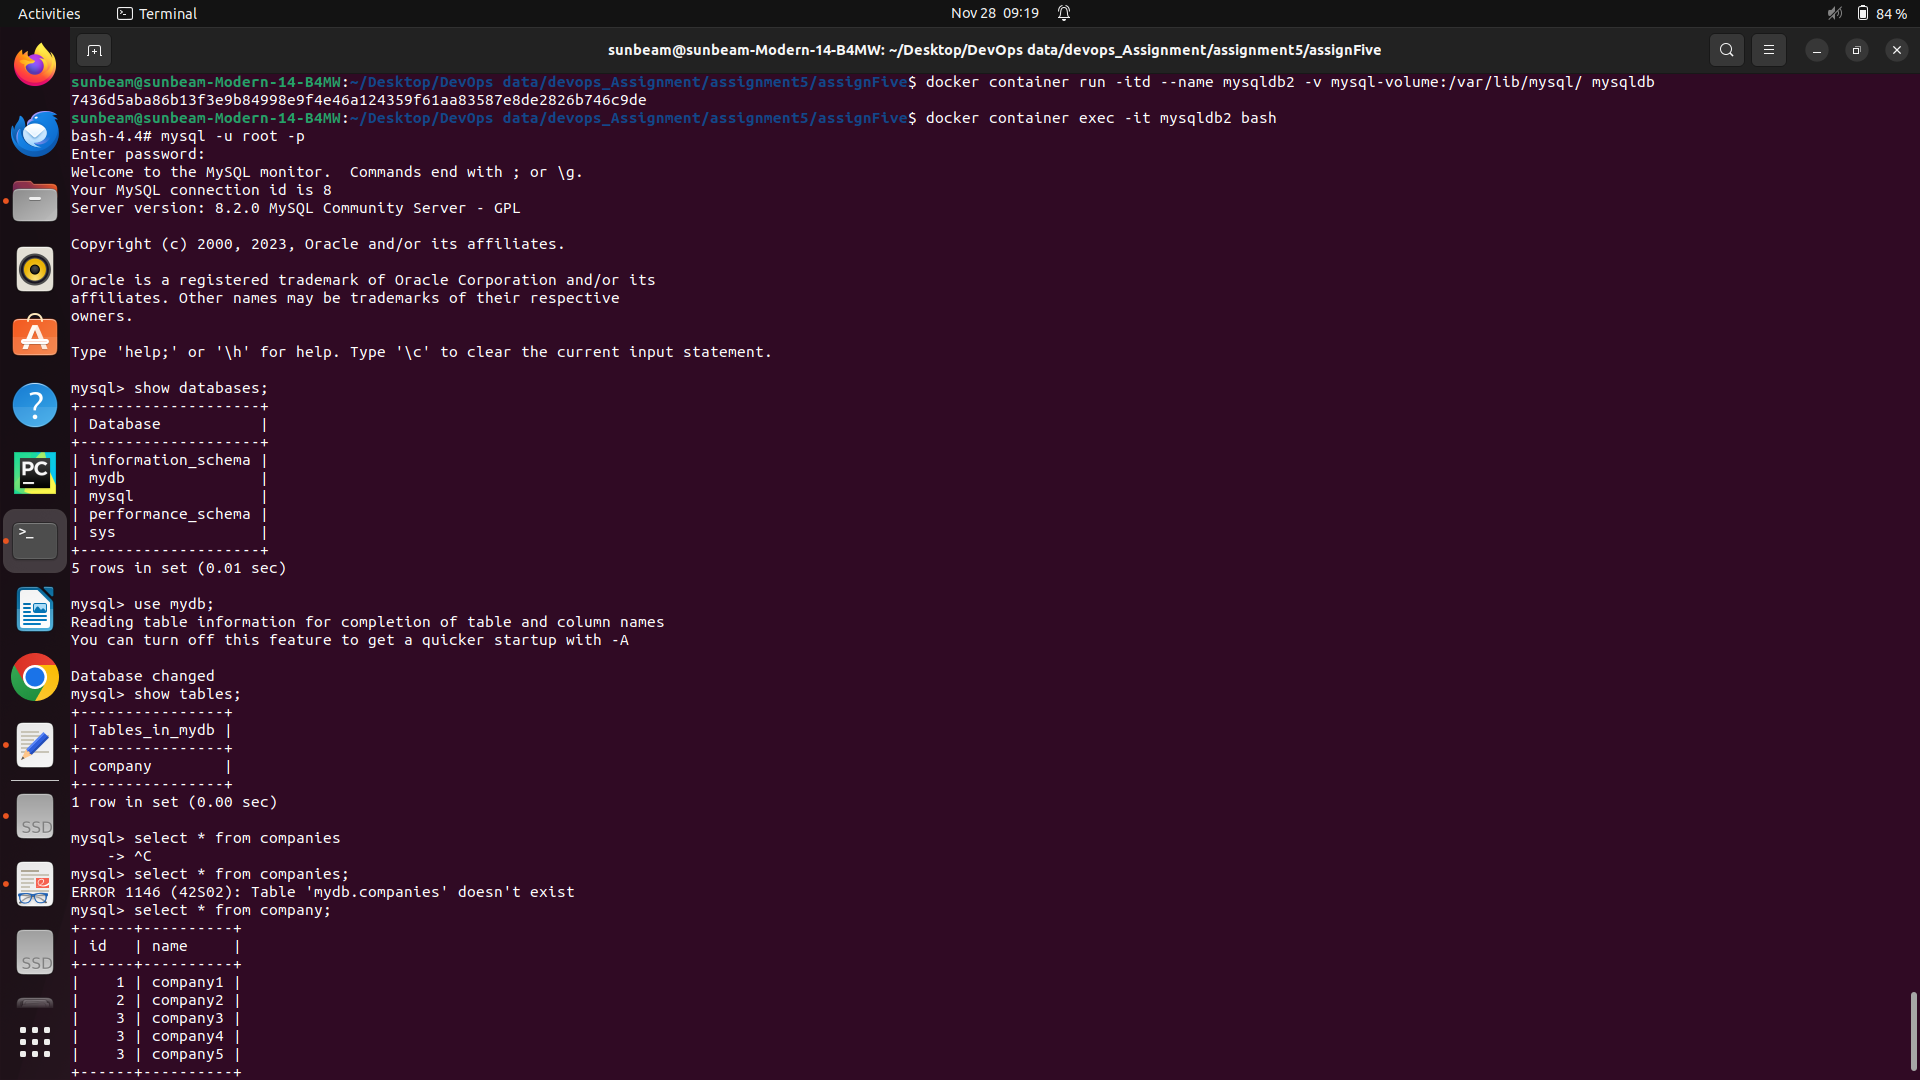 Activities
Terminal
Nov 28 09:19
84 %
sunbeam@sunbeam-Modern-14-B4MW: ~/Desktop/DevOps data/devops_Assignment/assignment5/assignFive
sunbeam@sunbeam-Modern-14-B4MW:~/Desktop/DevOps data/devops_Assignment/assignment5/assignFive$ docker container run -itd --name mysqldb2 -v mysql-volume:/var/lib/mysql/ mysqldb
7436d5aba86b13f3e9b84998e9f4e46a124359f61aa83587e8de2826b746c9de
sunbeam@sunbeam-Modern-14-B4MW:~/Desktop/DevOps data/devops_Assignment/assignment5/assignFive$ docker container exec -it mysqldb2 bash
bash-4.4# mysql -u root -p
Enter password:
Welcome to the MySQL monitor.  Commands end with ; or \g.
Your MySQL connection id is 8
Server version: 8.2.0 MySQL Community Server - GPL
Copyright (c) 2000, 2023, Oracle and/or its affiliates.
Oracle is a registered trademark of Oracle Corporation and/or its
affiliates. Other names may be trademarks of their respective
owners.
Type 'help;' or '\h' for help. Type '\c' to clear the current input statement.
mysql> show databases;
+--------------------+
| Database           |
+--------------------+
| information_schema |
| mydb               |
| mysql              |
| performance_schema |
| sys                |
+--------------------+
5 rows in set (0.01 sec)
mysql> use mydb;
Reading table information for completion of table and column names
You can turn off this feature to get a quicker startup with -A
Database changed
mysql> show tables;
+----------------+
| Tables_in_mydb |
+----------------+
| company        |
+----------------+
1 row in set (0.00 sec)
mysql> select * from companies
    -> ^C
mysql> select * from companies;
ERROR 1146 (42S02): Table 'mydb.companies' doesn't exist
mysql> select * from company;
+------+----------+
| id   | name     |
+------+----------+
|    1 | company1 |
|    2 | company2 |
|    3 | company3 |
|    3 | company4 |
|    3 | company5 |
+------+----------+
PC
SSD
SSD